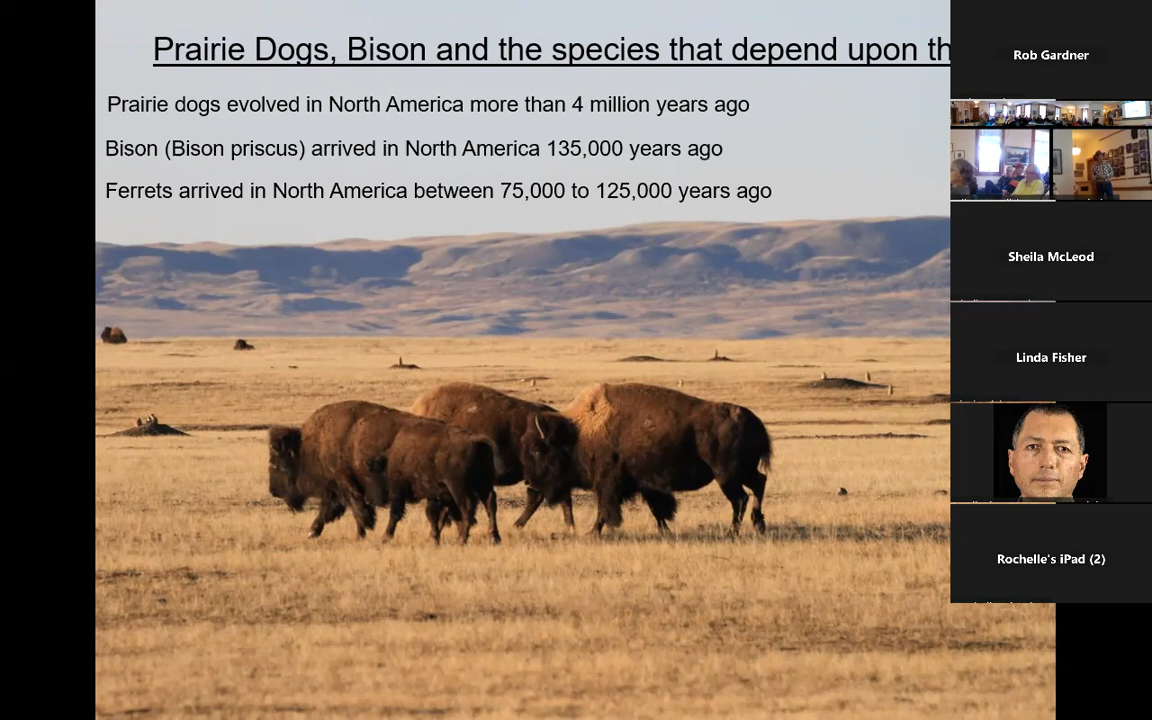 Prairie Dogs, Bison and the species that depend upon th
Prairie dogs evolved in North America more than 4 million years ago
Bison (Bison priscus) arrived in North America 135,000 years ago
Ferrets arrived in North America between 75,000 to 125,000 years ago
Rob Gardner
Sheila McLeod
Linda Fisher
Rochelle's iPad (2)